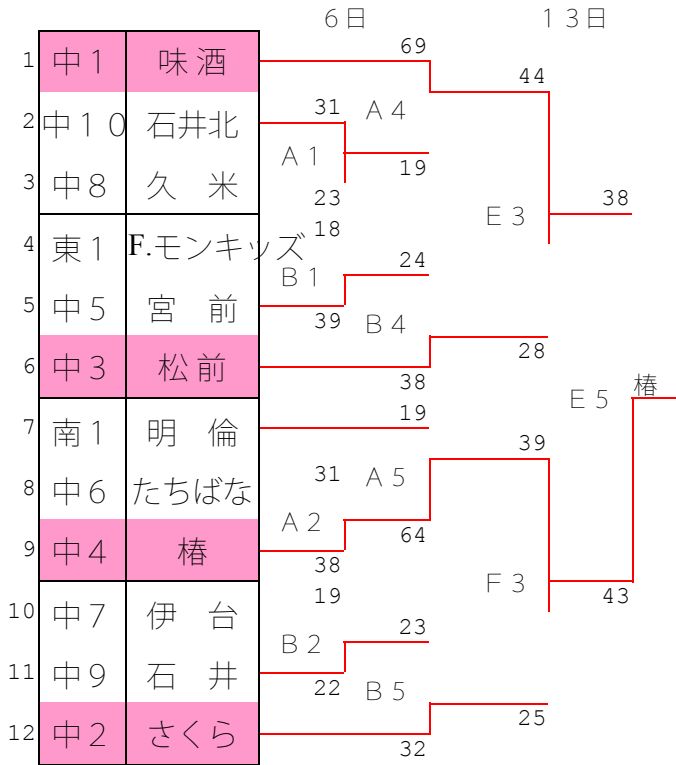 6日 13日
69
1 中1 味酒
44
31 A4
2 中10 石井北
A1 19
3 中8 久 米
23 E3 38
18
4 東1 F.モンキッズ
24
B1
5 中5 宮 前
39 B4
28
6 中3 松前
38 E5 椿
19
7 南1 明 倫
39
31 A5
8 中6 たちばな
A2 64
9 中4 椿
38
F3 43
19
10 中7 伊 台
23
B2
11 中9 石 井
22 B5
25
12 中2 さくら
32